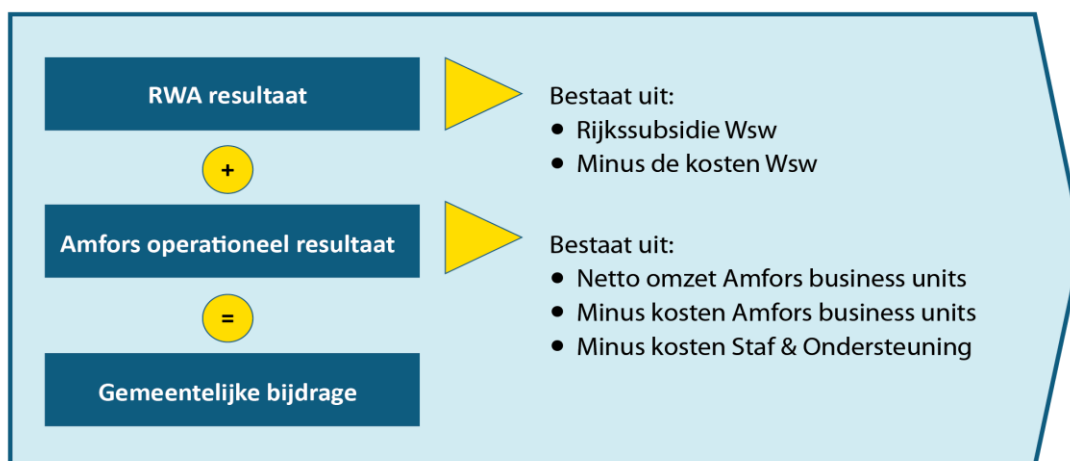 RWA resultaat
Bestaat uit:
• Rijkssubsidie Wsw
• Minus de kosten Wsw
+
Amfors operationeel resultaat
Bestaat uit:
• Netto omzet Amfors business units
• Minus kosten Amfors business units
• Minus kosten Staf & Ondersteuning
=
Gemeentelijke bijdrage